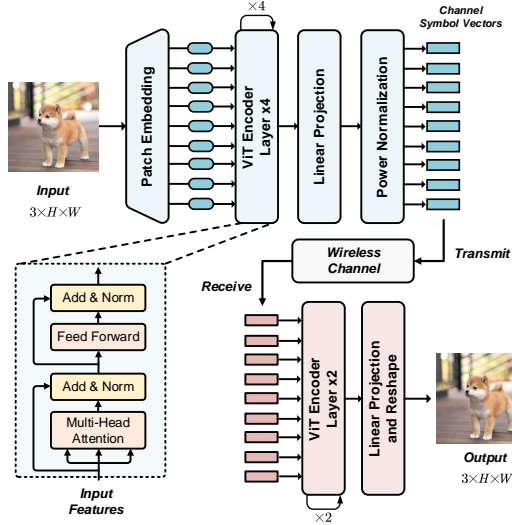 ×4
Channel
Symbol Vectors
Patch Embedding
ViT Encoder
Layer x4
Linear Projection
Power Normalization
Input
3×H×W
Wireless
Channel
Transmit
Receive
Add & Norm
Feed Forward
Add & Norm
Multi-Head
Attention
Input
Features
ViT Encoder
Layer x2
Linear Projection
and Reshape
×2
Output
3×H×W